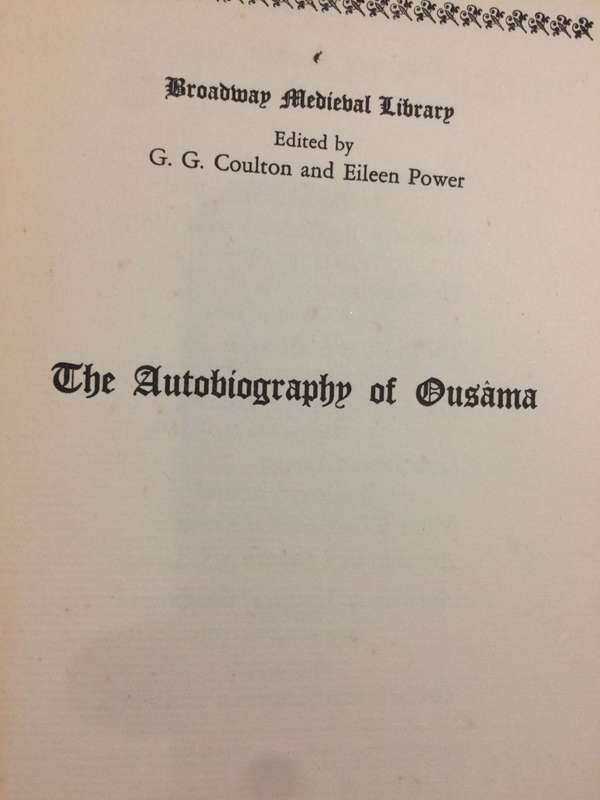 Broadway Medieval Library
Edited by
G. G. Coulton and Eileen Power
The Autobiography of Ousâma